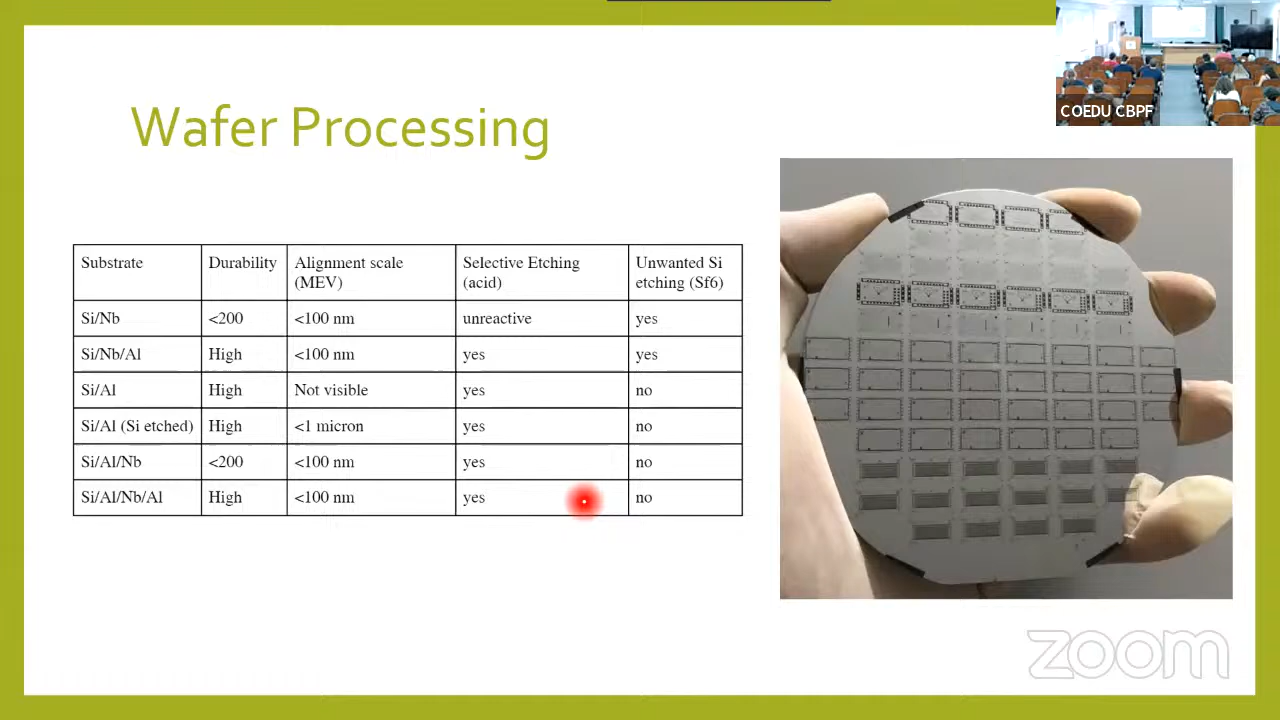 COEDU CBPF
Wafer Processing
Substrate Durability Alignment scale (MEV) Selective Etching (acid) Unwanted Si etching (Sf6)
Si/Nb <200 <100 nm unreactive yes
Si/Nb/Al High <100 nm yes yes
Si/Al High Not visible yes no
Si/Al (Si etched) High <1 micron yes no
Si/Al/Nb <200 <100 nm yes no
Si/Al/Nb/Al High <100 nm yes no
zoom